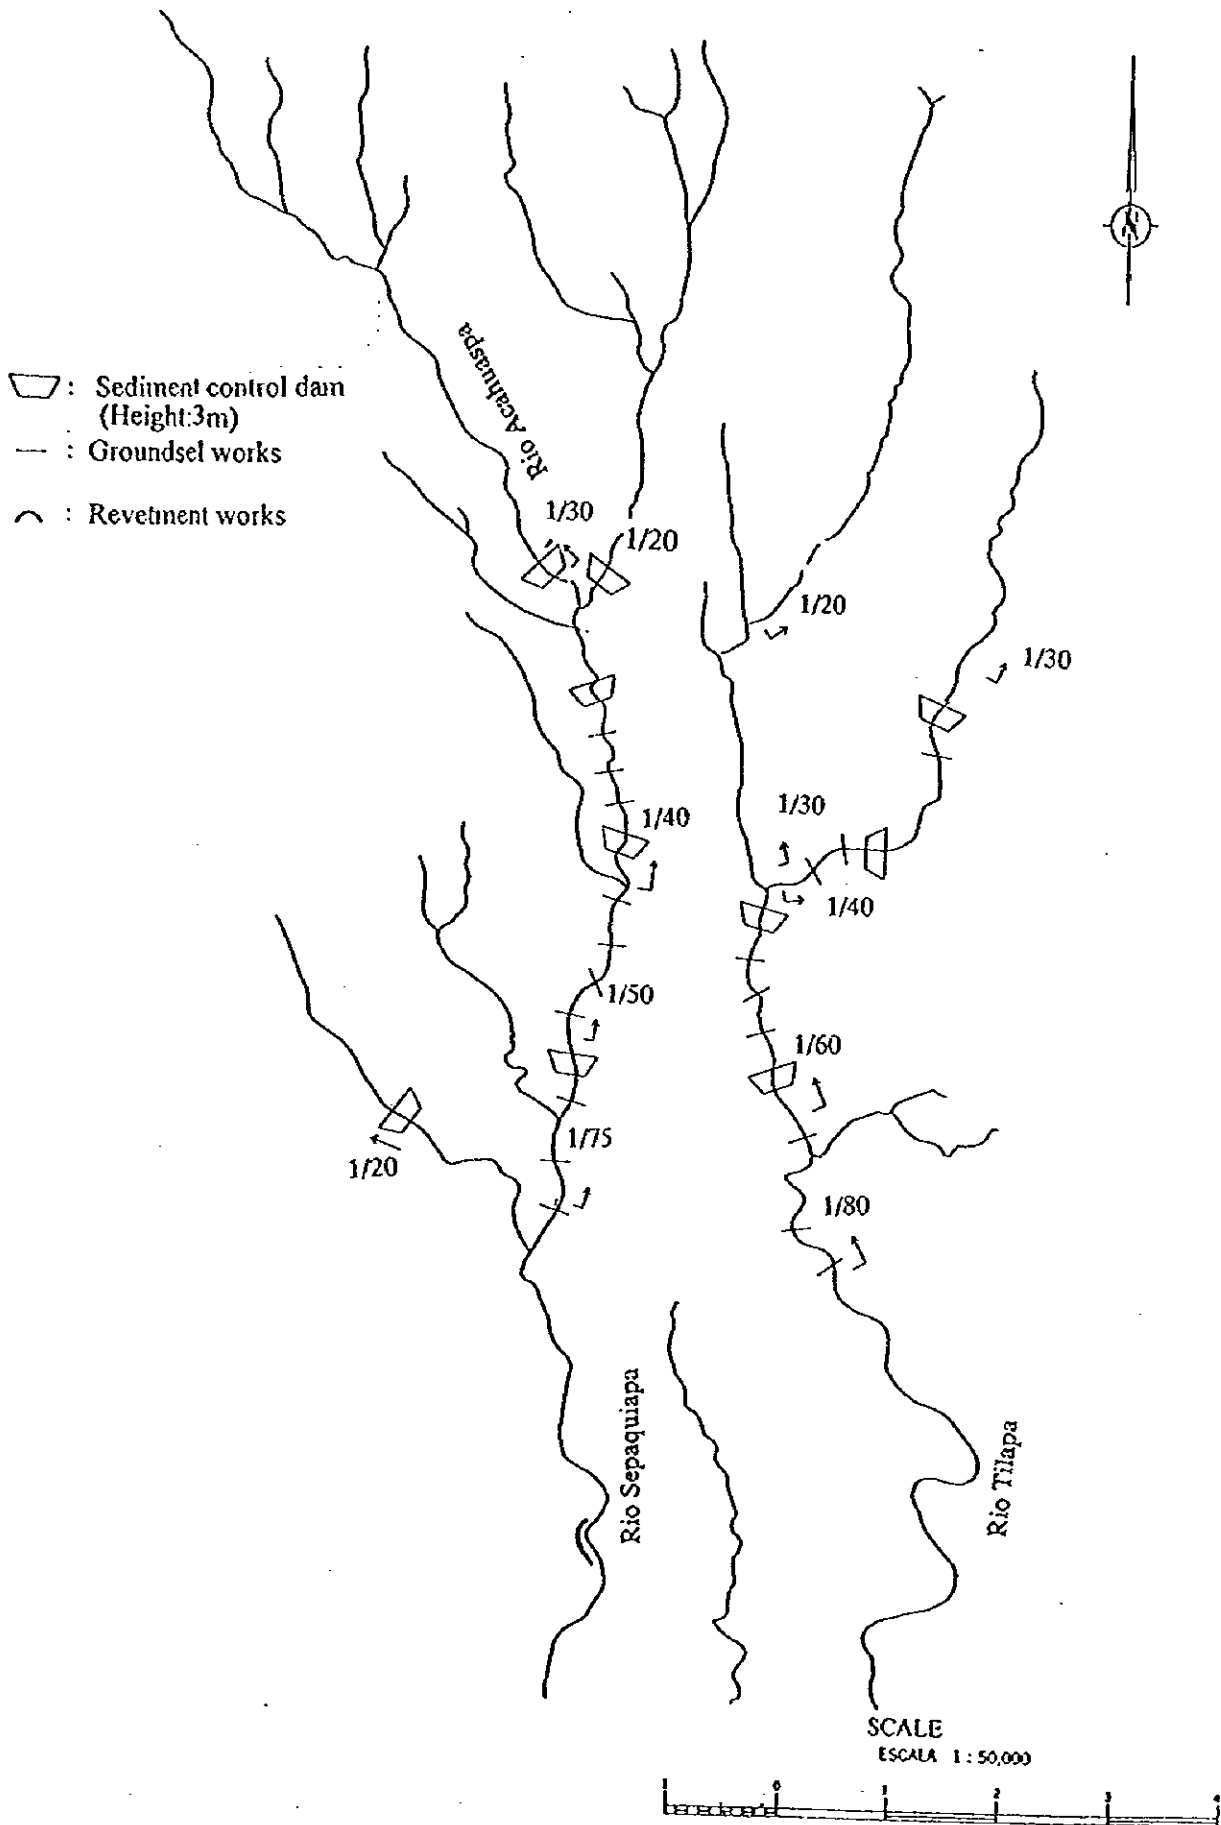 Rio Acahuaspa
: Sediment control dam
(Height:3m)
: Groundsel works
: Revetment works
1/30
1/20
1/20
1/30
1/40
1/30
1/40
1/50
1/60
1/75
1/20
1/80
Rio Sepaquiapa
Rio Tilapa
SCALE
ESCALA 1 : 50,000
1 0 1 2 3 4